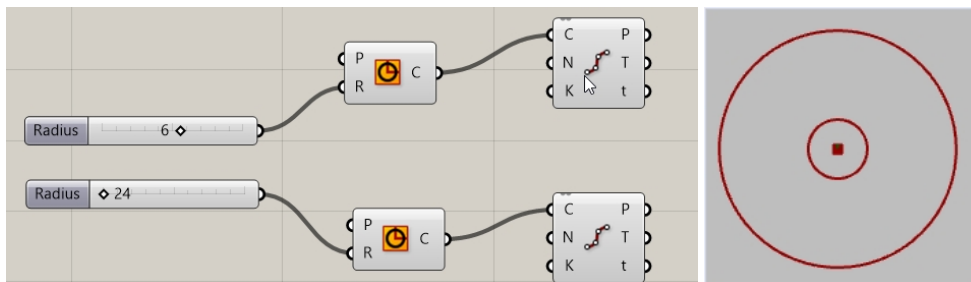 C P
N T
K t
P
R C
Radius 6
Radius 24
P
R C
C P
N T
K t